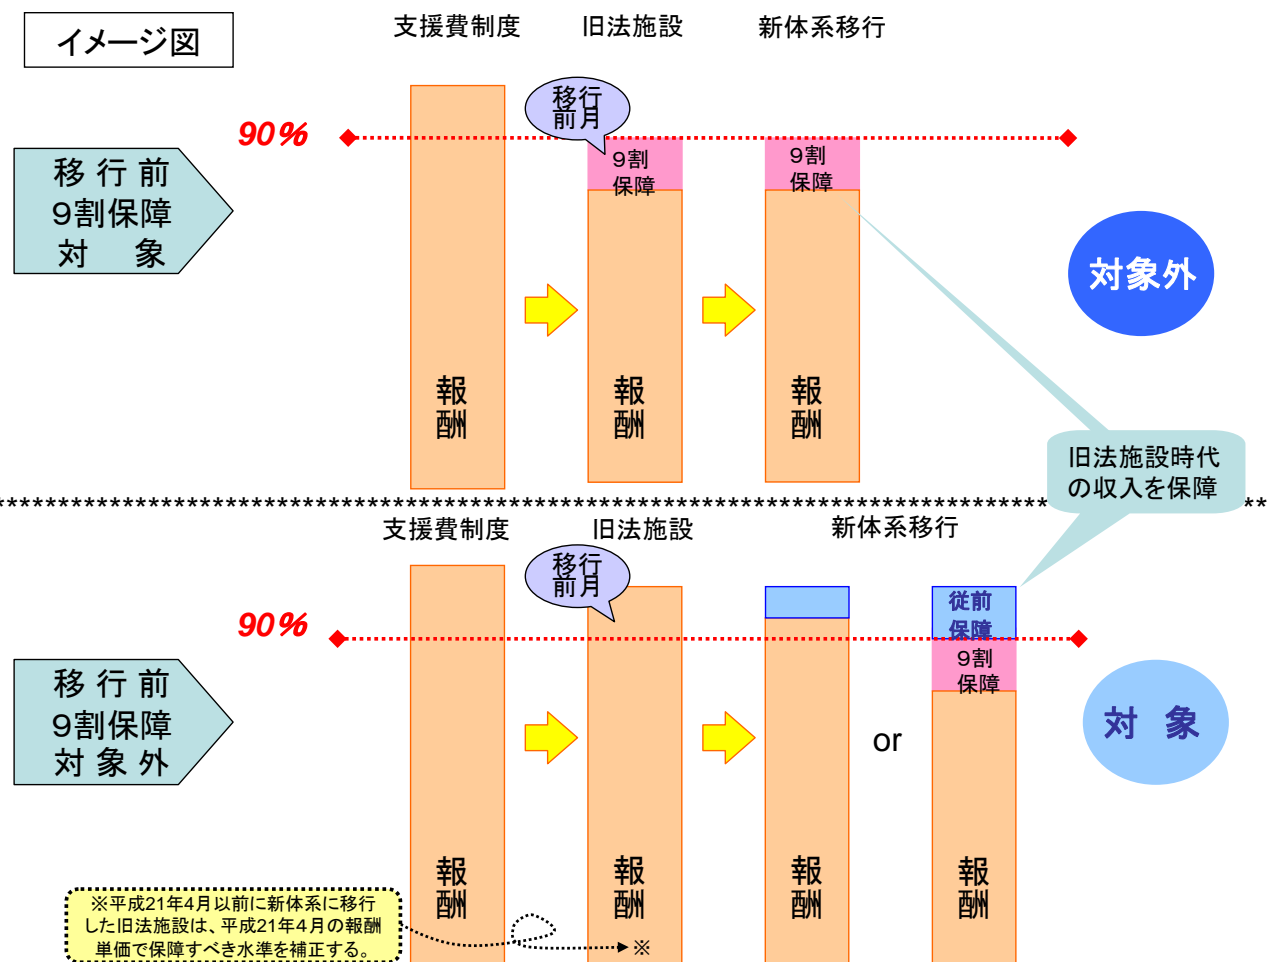 イメージ図
支援費制度
旧法施設
新体系移行
移行
前月
90%
9割
保障
9割
保障
移 行 前
9割保障
対　象
対象外
報
酬
報
酬
報
酬
旧法施設時代
の収入を保障
**************************************************************************************************
支援費制度
旧法施設
新体系移行
移行
前月
従前
保障
90%
9割
保障
移 行 前
9割保障
対 象 外
or
対　象
報
酬
報
酬
報
酬
報
酬
※平成21年4月以前に新体系に移行
した旧法施設は、平成21年4月の報酬
単価で保障すべき水準を補正する。
※